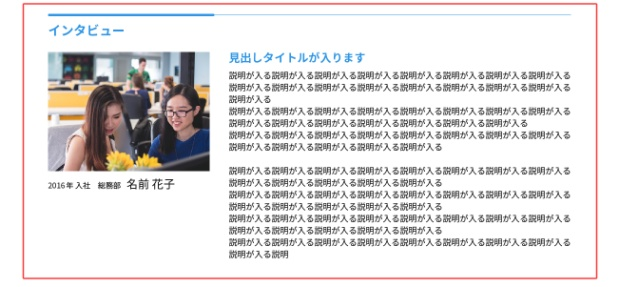 インタビュー
見出しタイトルが入ります
説明が入る説明が入る説明が入る説明が入る説明が入る説明が入る説明が入る説明が入る
説明が入る説明が入る説明が入る説明が入る説明が入る説明が入る説明が入る説明が入る
説明が入る
説明が入る説明が入る説明が入る説明が入る説明が入る説明が入る説明が入る説明が入る
説明が入る説明が入る説明が入る説明が入る説明が入る説明が入る説明が入る
説明が入る説明が入る説明が入る説明が入る説明が入る説明が入る説明が入る説明が入る
説明が入る説明が入る説明が入る説明が入る説明が入る
説明が入る説明が入る説明が入る説明が入る説明が入る説明が入る説明が入る説明が入る
説明が入る説明が入る説明が入る説明が入る説明が入る
説明が入る説明が入る説明が入る説明が入る説明が入る説明が入る説明が入る説明が入る
説明が入る説明が入る説明が入る説明が入る説明が入る
説明が入る説明が入る説明が入る説明が入る説明が入る説明が入る説明が入る説明が入る
説明が入る説明が入る説明が入る説明が入る説明が入る
説明が入る説明が入る説明が入る説明が入る説明が入る説明が入る説明が入る説明が入る
説明が入る説明
2016年 入社 総務部 名前 花子